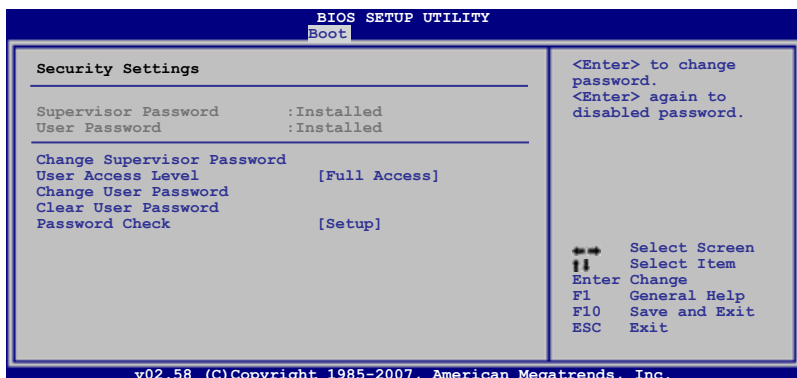 BIOS SETUP UTILITY
Boot
Security Settings
Supervisor Password :Installed
User Password :Installed
Change Supervisor Password
User Access Level [Full Access]
Change User Password
Clear User Password
Password Check [Setup]
<Enter> to change
password.
<Enter> again to
disabled password.
Select Screen
Select Item
Enter Change
F1 General Help
F10 Save and Exit
ESC Exit
v02.58 (C)Copyright 1985-2007, American Megatrends, Inc.